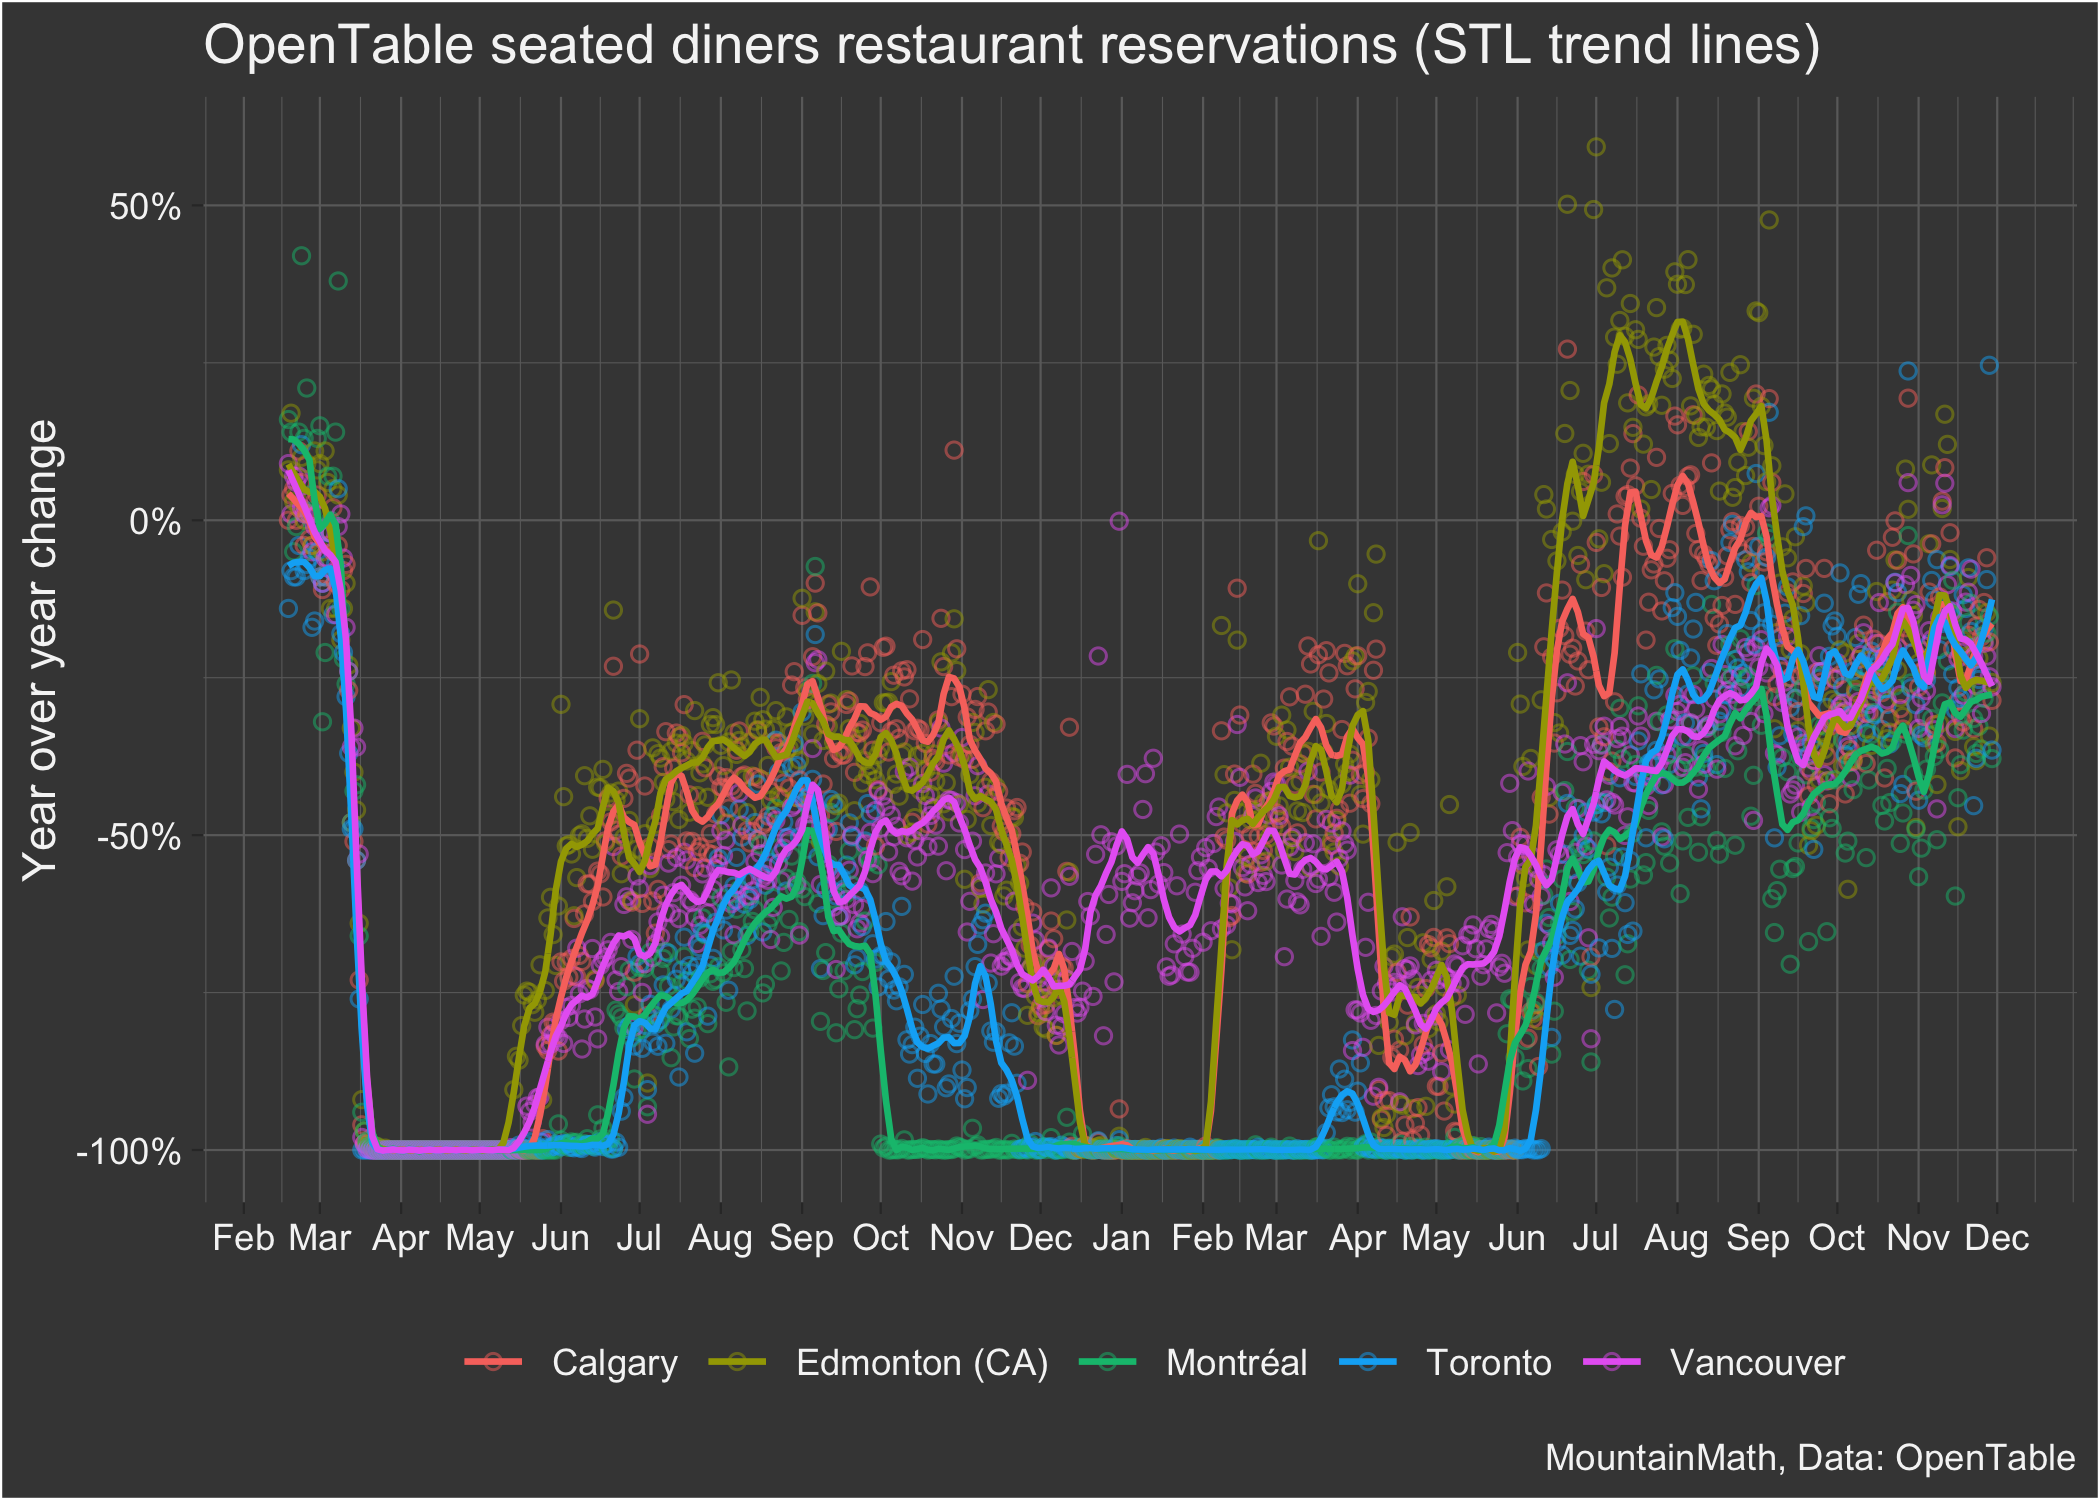 OpenTable seated diners restaurant reservations (STL trend lines)
Year over year change
50%
0%
-50%
-100%
Feb Mar Apr May Jun Jul Aug Sep Oct Nov Dec Jan Feb Mar Apr May Jun Jul Aug Sep Oct Nov Dec
Calgary Edmonton (CA) Montréal Toronto Vancouver
MountainMath, Data: OpenTable